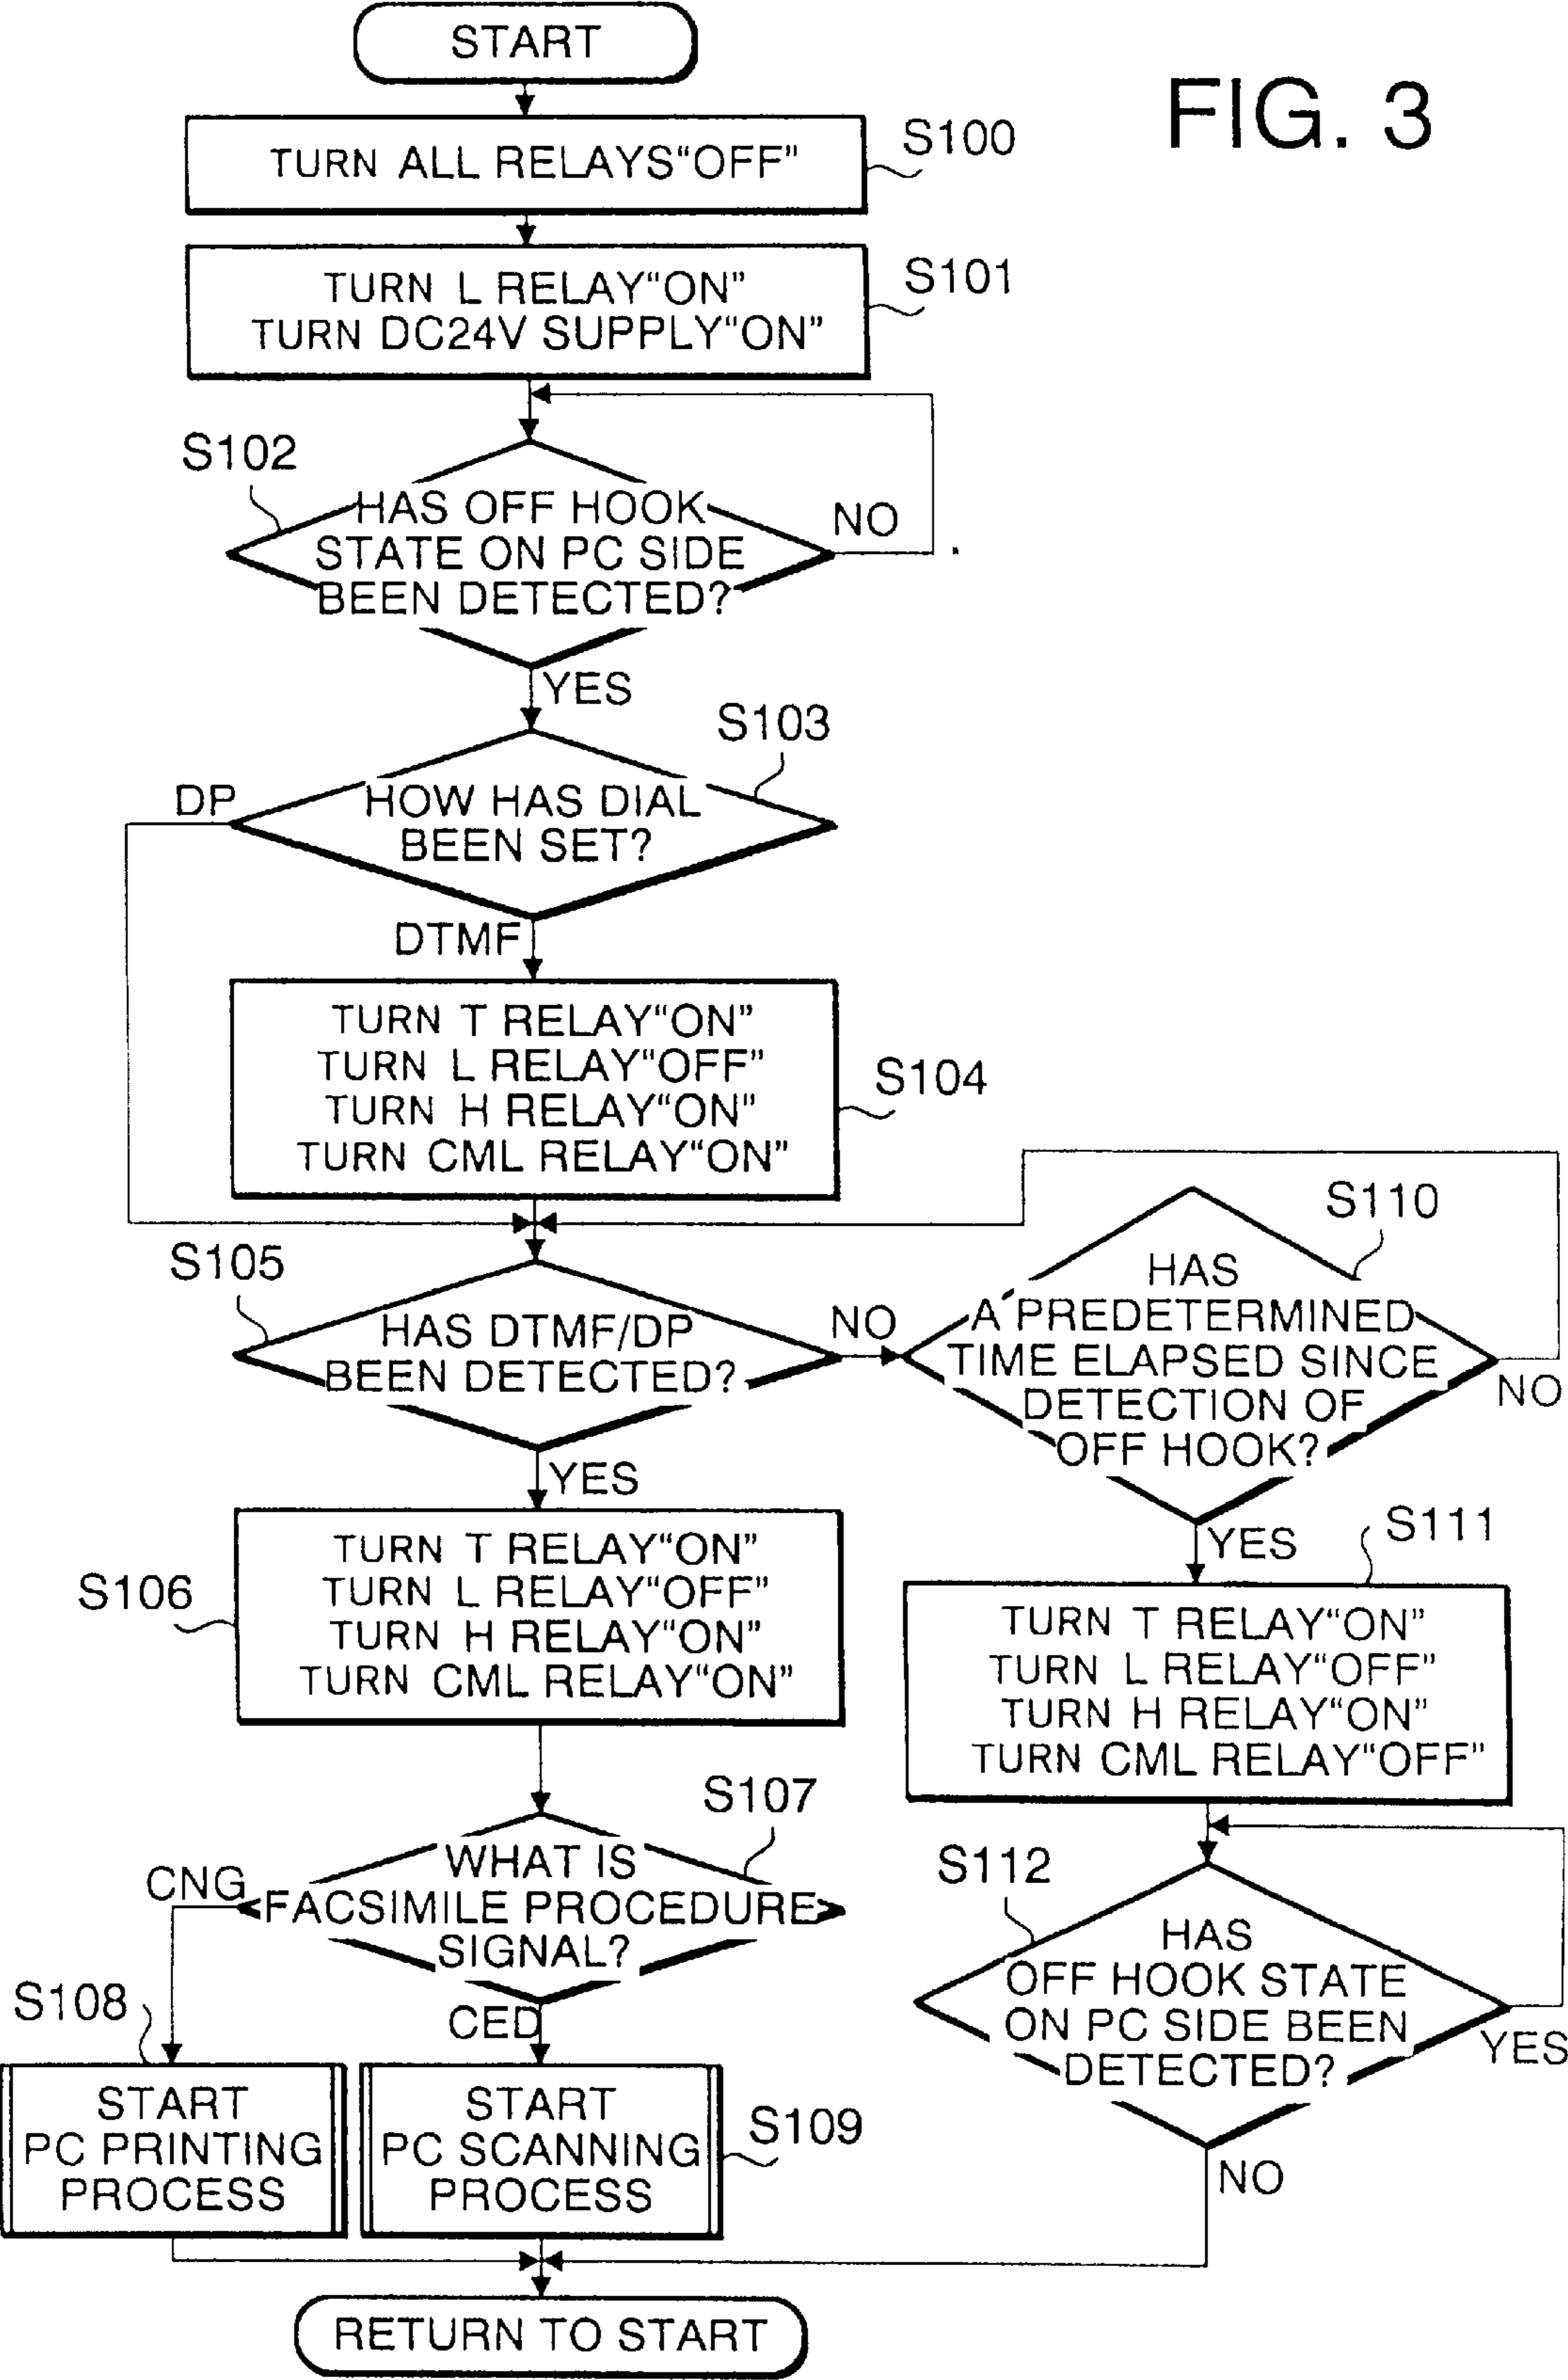 START
FIG. 3
S100
TURN ALL RELAYS“OFF”
S101
TURN L RELAY“ON”
TURN DC24V SUPPLY“ON”
S102
HAS OFF HOOK
STATE ON PC SIDE
BEEN DETECTED?
NO
YES
S103
DP
HOW HAS DIAL
BEEN SET?
DTMF
TURN T RELAY“ON”
TURN L RELAY“OFF”
TURN H RELAY“ON”
TURN CML RELAY“ON”
S104
S105
HAS DTMF/DP
BEEN DETECTED?
NO
YES
S110
HAS
A PREDETERMINED
TIME ELAPSED SINCE
DETECTION OF
OFF HOOK?
NO
YES
S106
TURN T RELAY“ON”
TURN L RELAY“OFF”
TURN H RELAY“ON”
TURN CML RELAY“ON”
S111
TURN T RELAY“ON”
TURN L RELAY“OFF”
TURN H RELAY“ON”
TURN CML RELAY“OFF”
S107
CNG
WHAT IS
FACSIMILE PROCEDURE
SIGNAL?
CED
S112
HAS
OFF HOOK STATE
ON PC SIDE BEEN
DETECTED?
YES
NO
S108
START
PC PRINTING
PROCESS
START
PC SCANNING
PROCESS
S109
RETURN TO START